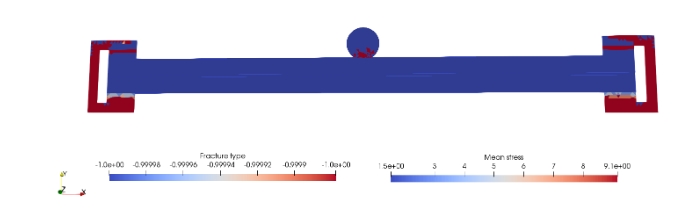 Fracture type
-1.0e+00 -0.99998 -0.99996 -0.99994 -0.99992 -0.9999 -1.0e+00
Mean stress
1.5e+00 3 4 5 6 7 8 9.1e+00
Y
Z X